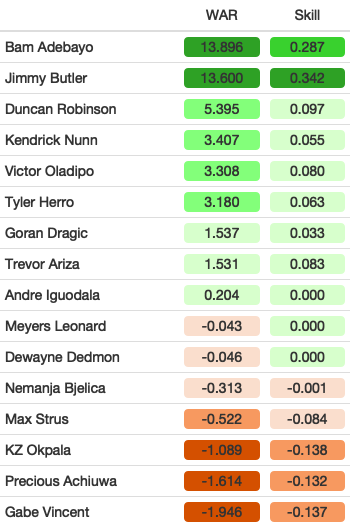 WAR Skill
Bam Adebayo 13.896 0.287
Jimmy Butler 13.600 0.342
Duncan Robinson 5.395 0.097
Kendrick Nunn 3.407 0.055
Victor Oladipo 3.308 0.080
Tyler Herro 3.180 0.063
Goran Dragic 1.537 0.033
Trevor Ariza 1.531 0.083
Andre Iguodala 0.204 0.000
Meyers Leonard -0.043 0.000
Dewayne Dedmon -0.046 0.000
Nemanja Bjelica -0.313 -0.001
Max Strus -0.522 -0.084
KZ Okpala -1.089 -0.138
Precious Achiuwa -1.614 -0.132
Gabe Vincent -1.946 -0.137